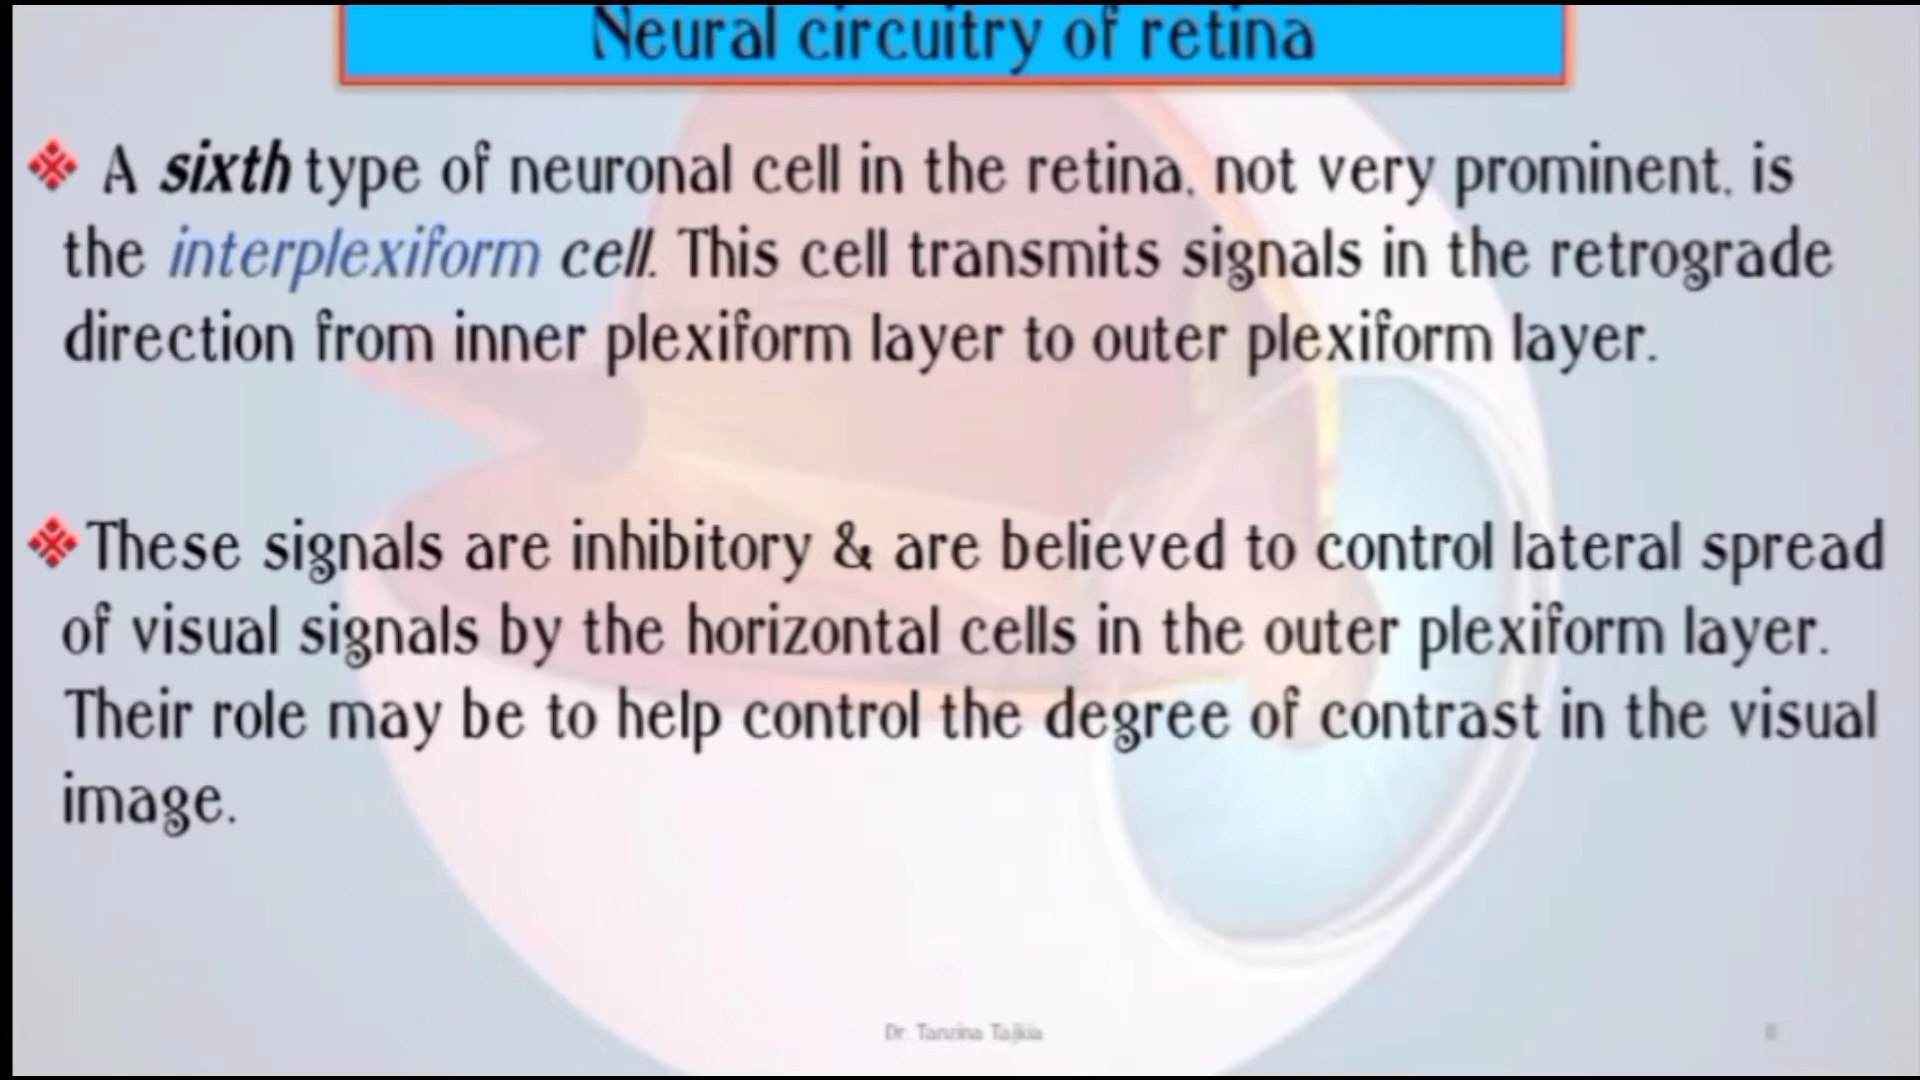 Neural circuitry of retina
A sixth type of neuronal cell in the retina, not very prominent, is
the interplexiform cell. This cell transmits signals in the retrograde
direction from inner plexiform layer to outer plexiform layer.
These signals are inhibitory & are believed to control lateral spread
of visual signals by the horizontal cells in the outer plexiform layer.
Their role may be to help control the degree of contrast in the visual
image.
Dr. Tanzina Tajkia